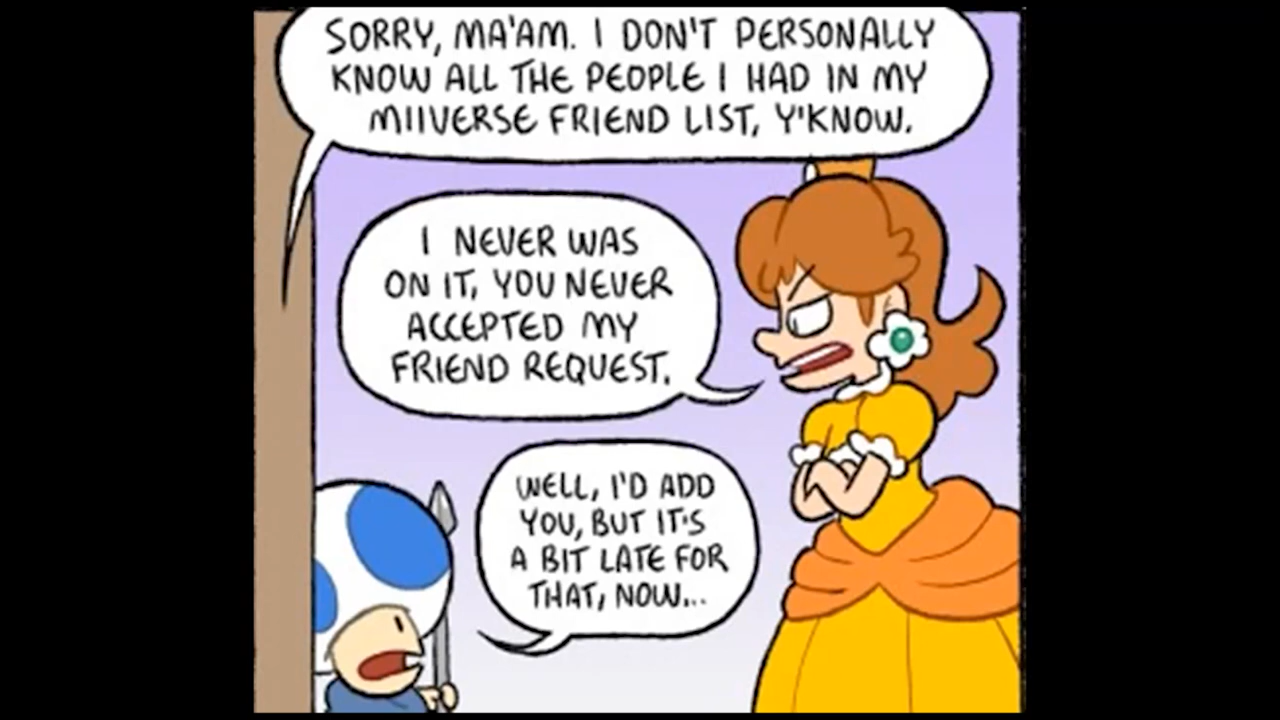 SORRY, MA'AM. I DON'T PERSONALLY
KNOW ALL THE PEOPLE I HAD IN MY
MIIVERSE FRIEND LIST, Y'KNOW.
I NEVER WAS
ON IT, YOU NEVER
ACCEPTED MY
FRIEND REQUEST.
WELL, I'D ADD
YOU, BUT IT'S
A BIT LATE FOR
THAT, NOW...